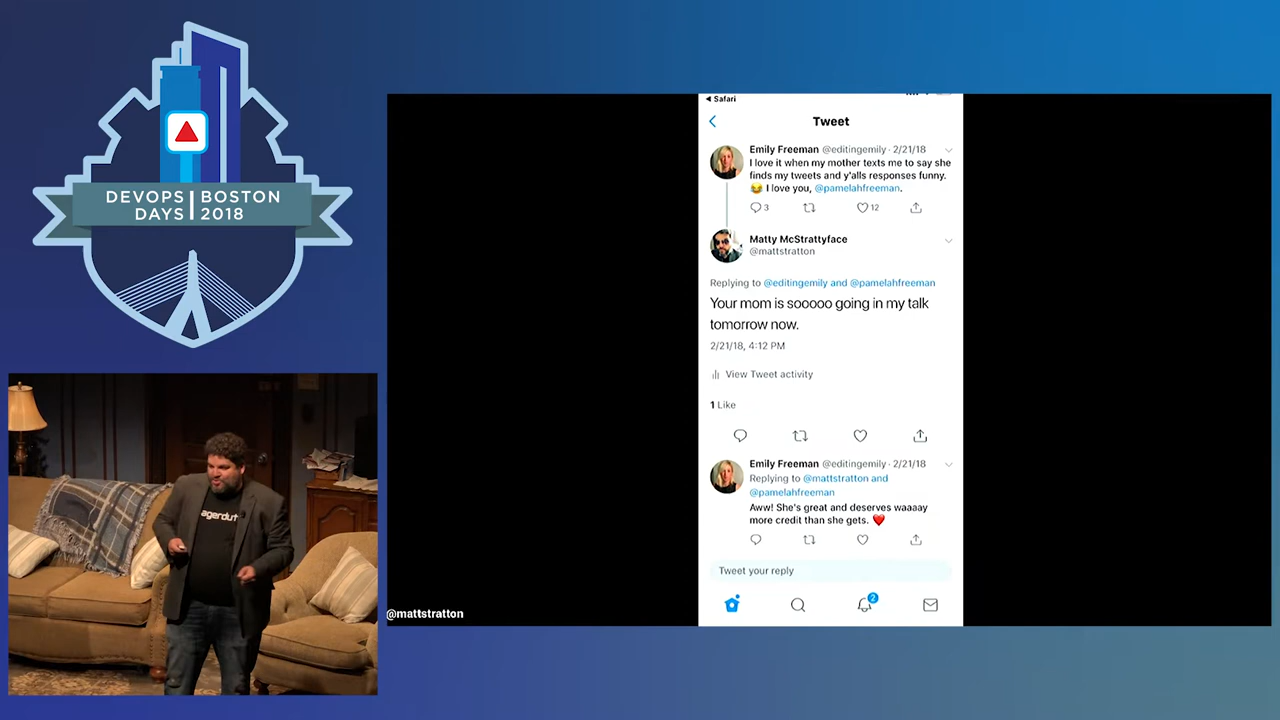 DEVOPS DAYS
BOSTON 2018
Safari
Tweet
Emily Freeman @editingemily · 2/21/18
I love it when my mother texts me to say she
finds my tweets and y'alls responses funny.
😂 I love you, @pamelahfreeman.
3
12
Matty McStrattyface
@mattstratton
Replying to @editingemily and @pamelahfreeman
Your mom is sooooo going in my talk
tomorrow now.
2/21/18, 4:12 PM
View Tweet activity
1 Like
Emily Freeman @editingemily · 2/21/18
Replying to @mattstratton and
@pamelahfreeman
Aww! She's great and deserves waaaay
more credit than she gets. ❤️
Tweet your reply
2
@mattstratton
agerdut